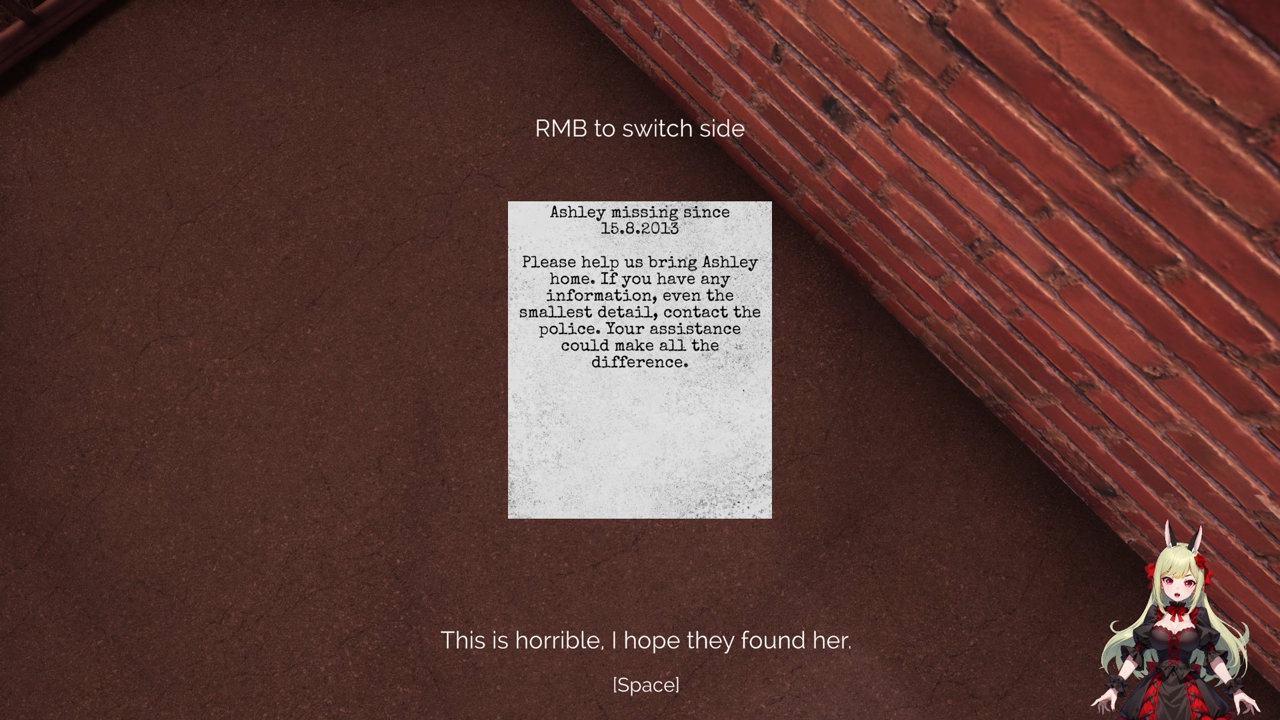 RMB to switch side
Ashley missing since
15.8.2013
Please help us bring Ashley
home. If you have any
information, even the
smallest detail, contact the
police. Your assistance
could make all the
difference.
This is horrible, I hope they found her.
[Space]